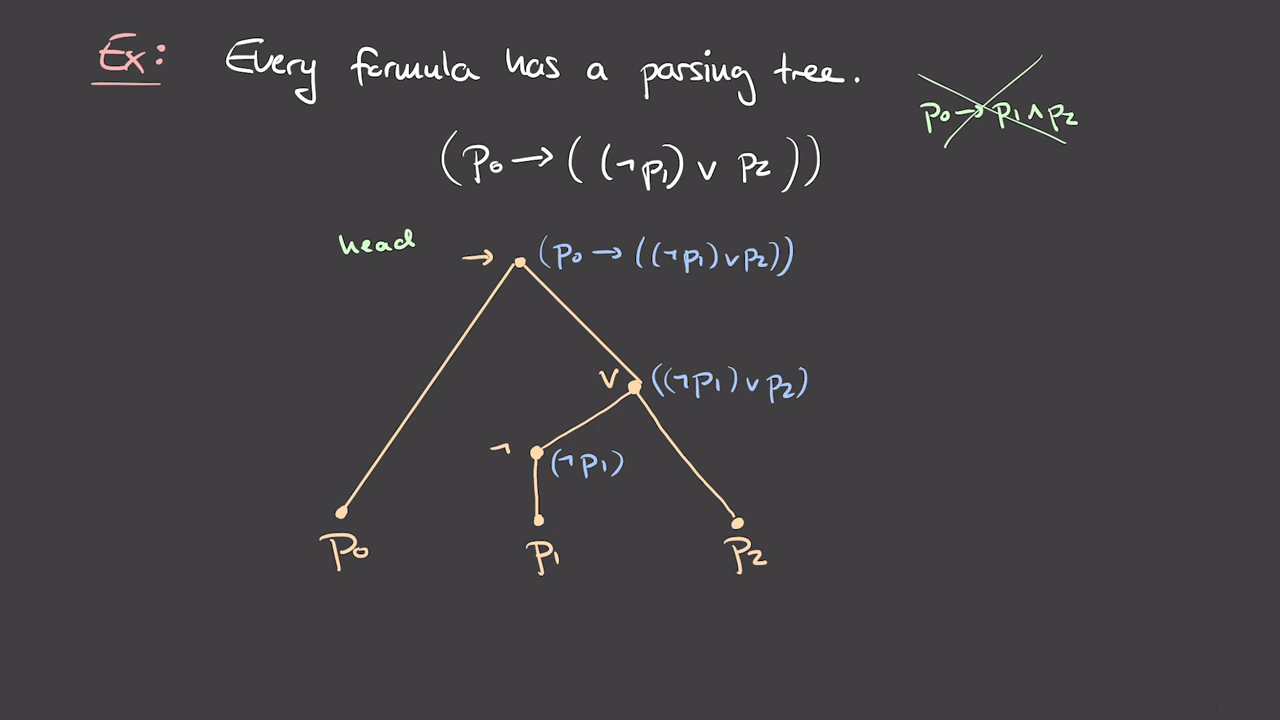 Ex: Every formula has a parsing tree.
p₀ → p₁ ∧ p₂
(p₀ → ((¬p₁) ∨ p₂))
head
→ (p₀ → ((¬p₁) ∨ p₂))
∨ ((¬p₁) ∨ p₂)
¬ (¬p₁)
p₀ p₁ p₂